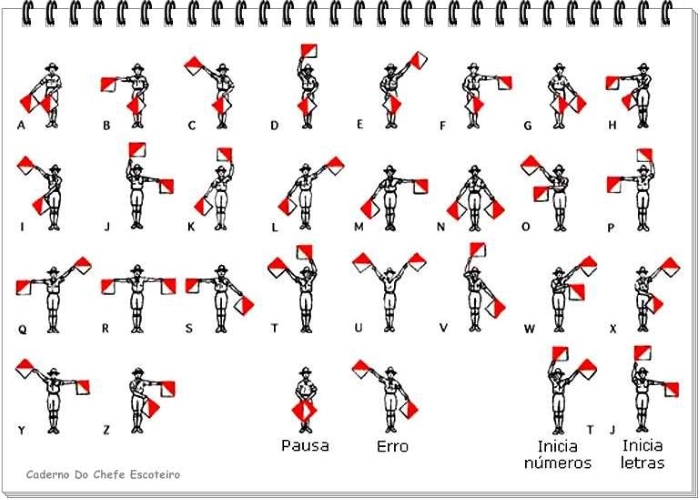 A B C D E F G H
I J K L M N O P
Q R S T U V W X
Y Z T J
Pausa Erro Inicia Inicia
números letras
Caderno Do Chefe Escoteiro